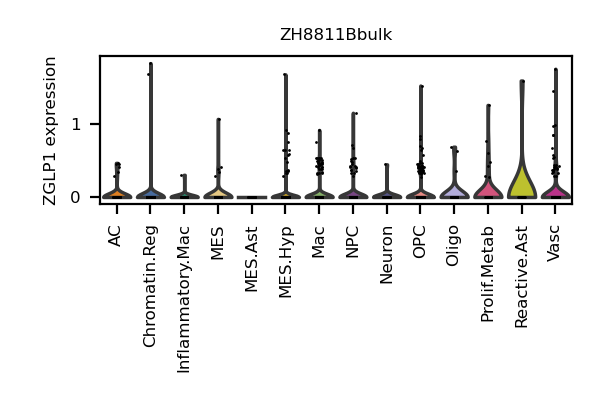 ZH8811Bbulk
ZGLP1 expression
1
0
AC
Chromatin.Reg
Inflammatory.Mac
MES
MES.Ast
MES.Hyp
Mac
NPC
Neuron
OPC
Oligo
Prolif.Metab
Reactive.Ast
Vasc